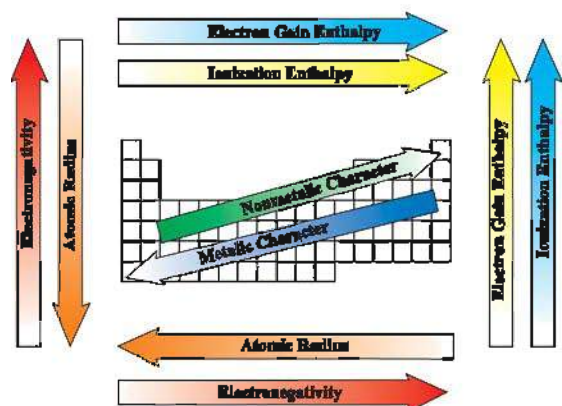 Electron Gain Enthalpy
Ionization Enthalpy
Electronegativity
Atomic Radius
Nonmetallic Character
Metallic Character
Electron Gain Enthalpy
Ionization Enthalpy
Atomic Radius
Electronegativity